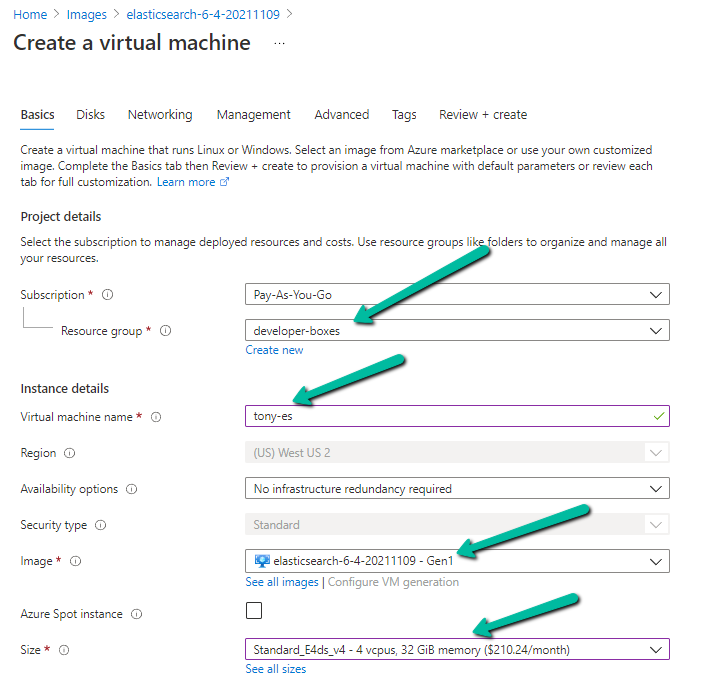 Home > Images > elasticsearch-6-4-20211109 >
Create a virtual machine ...
Basics Disks Networking Management Advanced Tags Review + create
Create a virtual machine that runs Linux or Windows. Select an image from Azure marketplace or use your own customized
image. Complete the Basics tab then Review + create to provision a virtual machine with default parameters or review each
tab for full customization. Learn more
Project details
Select the subscription to manage deployed resources and costs. Use resource groups like folders to organize and manage all
your resources.
Subscription * Pay-As-You-Go
Resource group * developer-boxes
Create new
Instance details
Virtual machine name * tony-es
Region (US) West US 2
Availability options No infrastructure redundancy required
Security type Standard
Image * elasticsearch-6-4-20211109 - Gen1
See all images | Configure VM generation
Azure Spot instance
Size * Standard_E4ds_v4 - 4 vcpus, 32 GiB memory ($210.24/month)
See all sizes